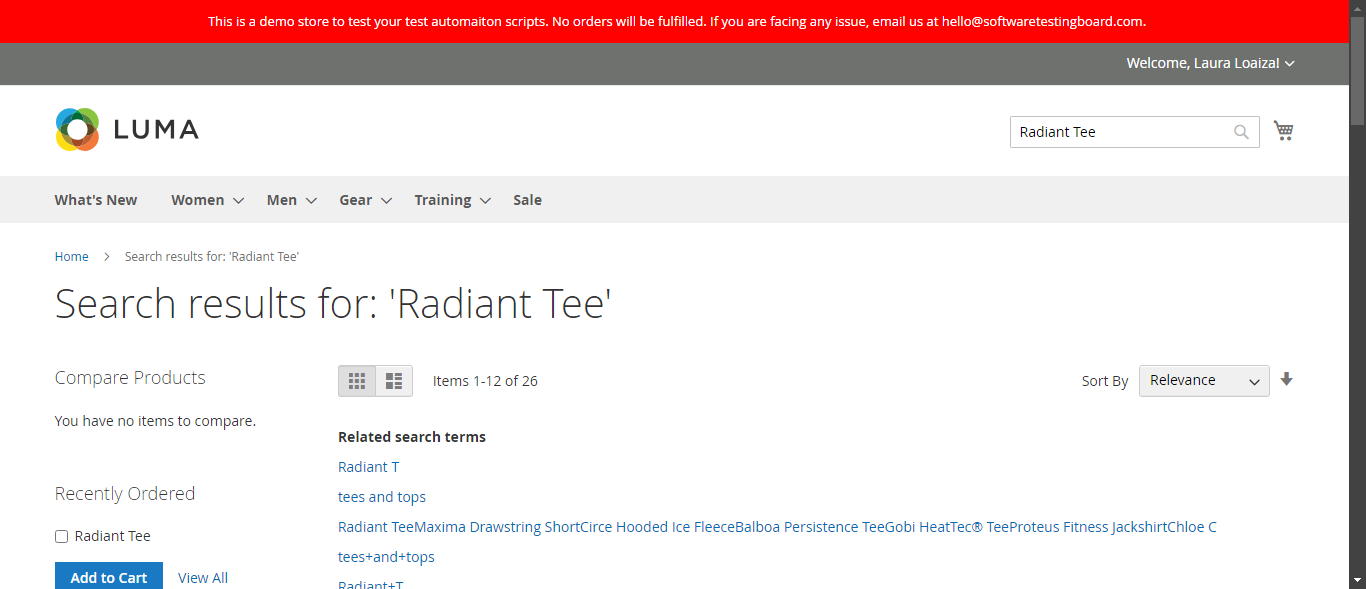 This is a demo store to test your test automaiton scripts. No orders will be fulfilled. If you are facing any issue, email us at hello@softwaretestingboard.com.
Welcome, Laura Loaiza!
LUMA
Radiant Tee
What's New Women Men Gear Training Sale
Home Search results for: 'Radiant Tee'
Search results for: 'Radiant Tee'
Compare Products
Items 1-12 of 26
Sort By Relevance
You have no items to compare.
Related search terms
Radiant T
tees and tops
Recently Ordered
Radiant TeeMaxima Drawstring ShortCirce Hooded Ice FleeceBalboa Persistence TeeGobi HeatTec® TeeProteus Fitness JackshirtChloe C
Radiant Tee
tees+and+tops
Add to Cart View All
Radiant+T